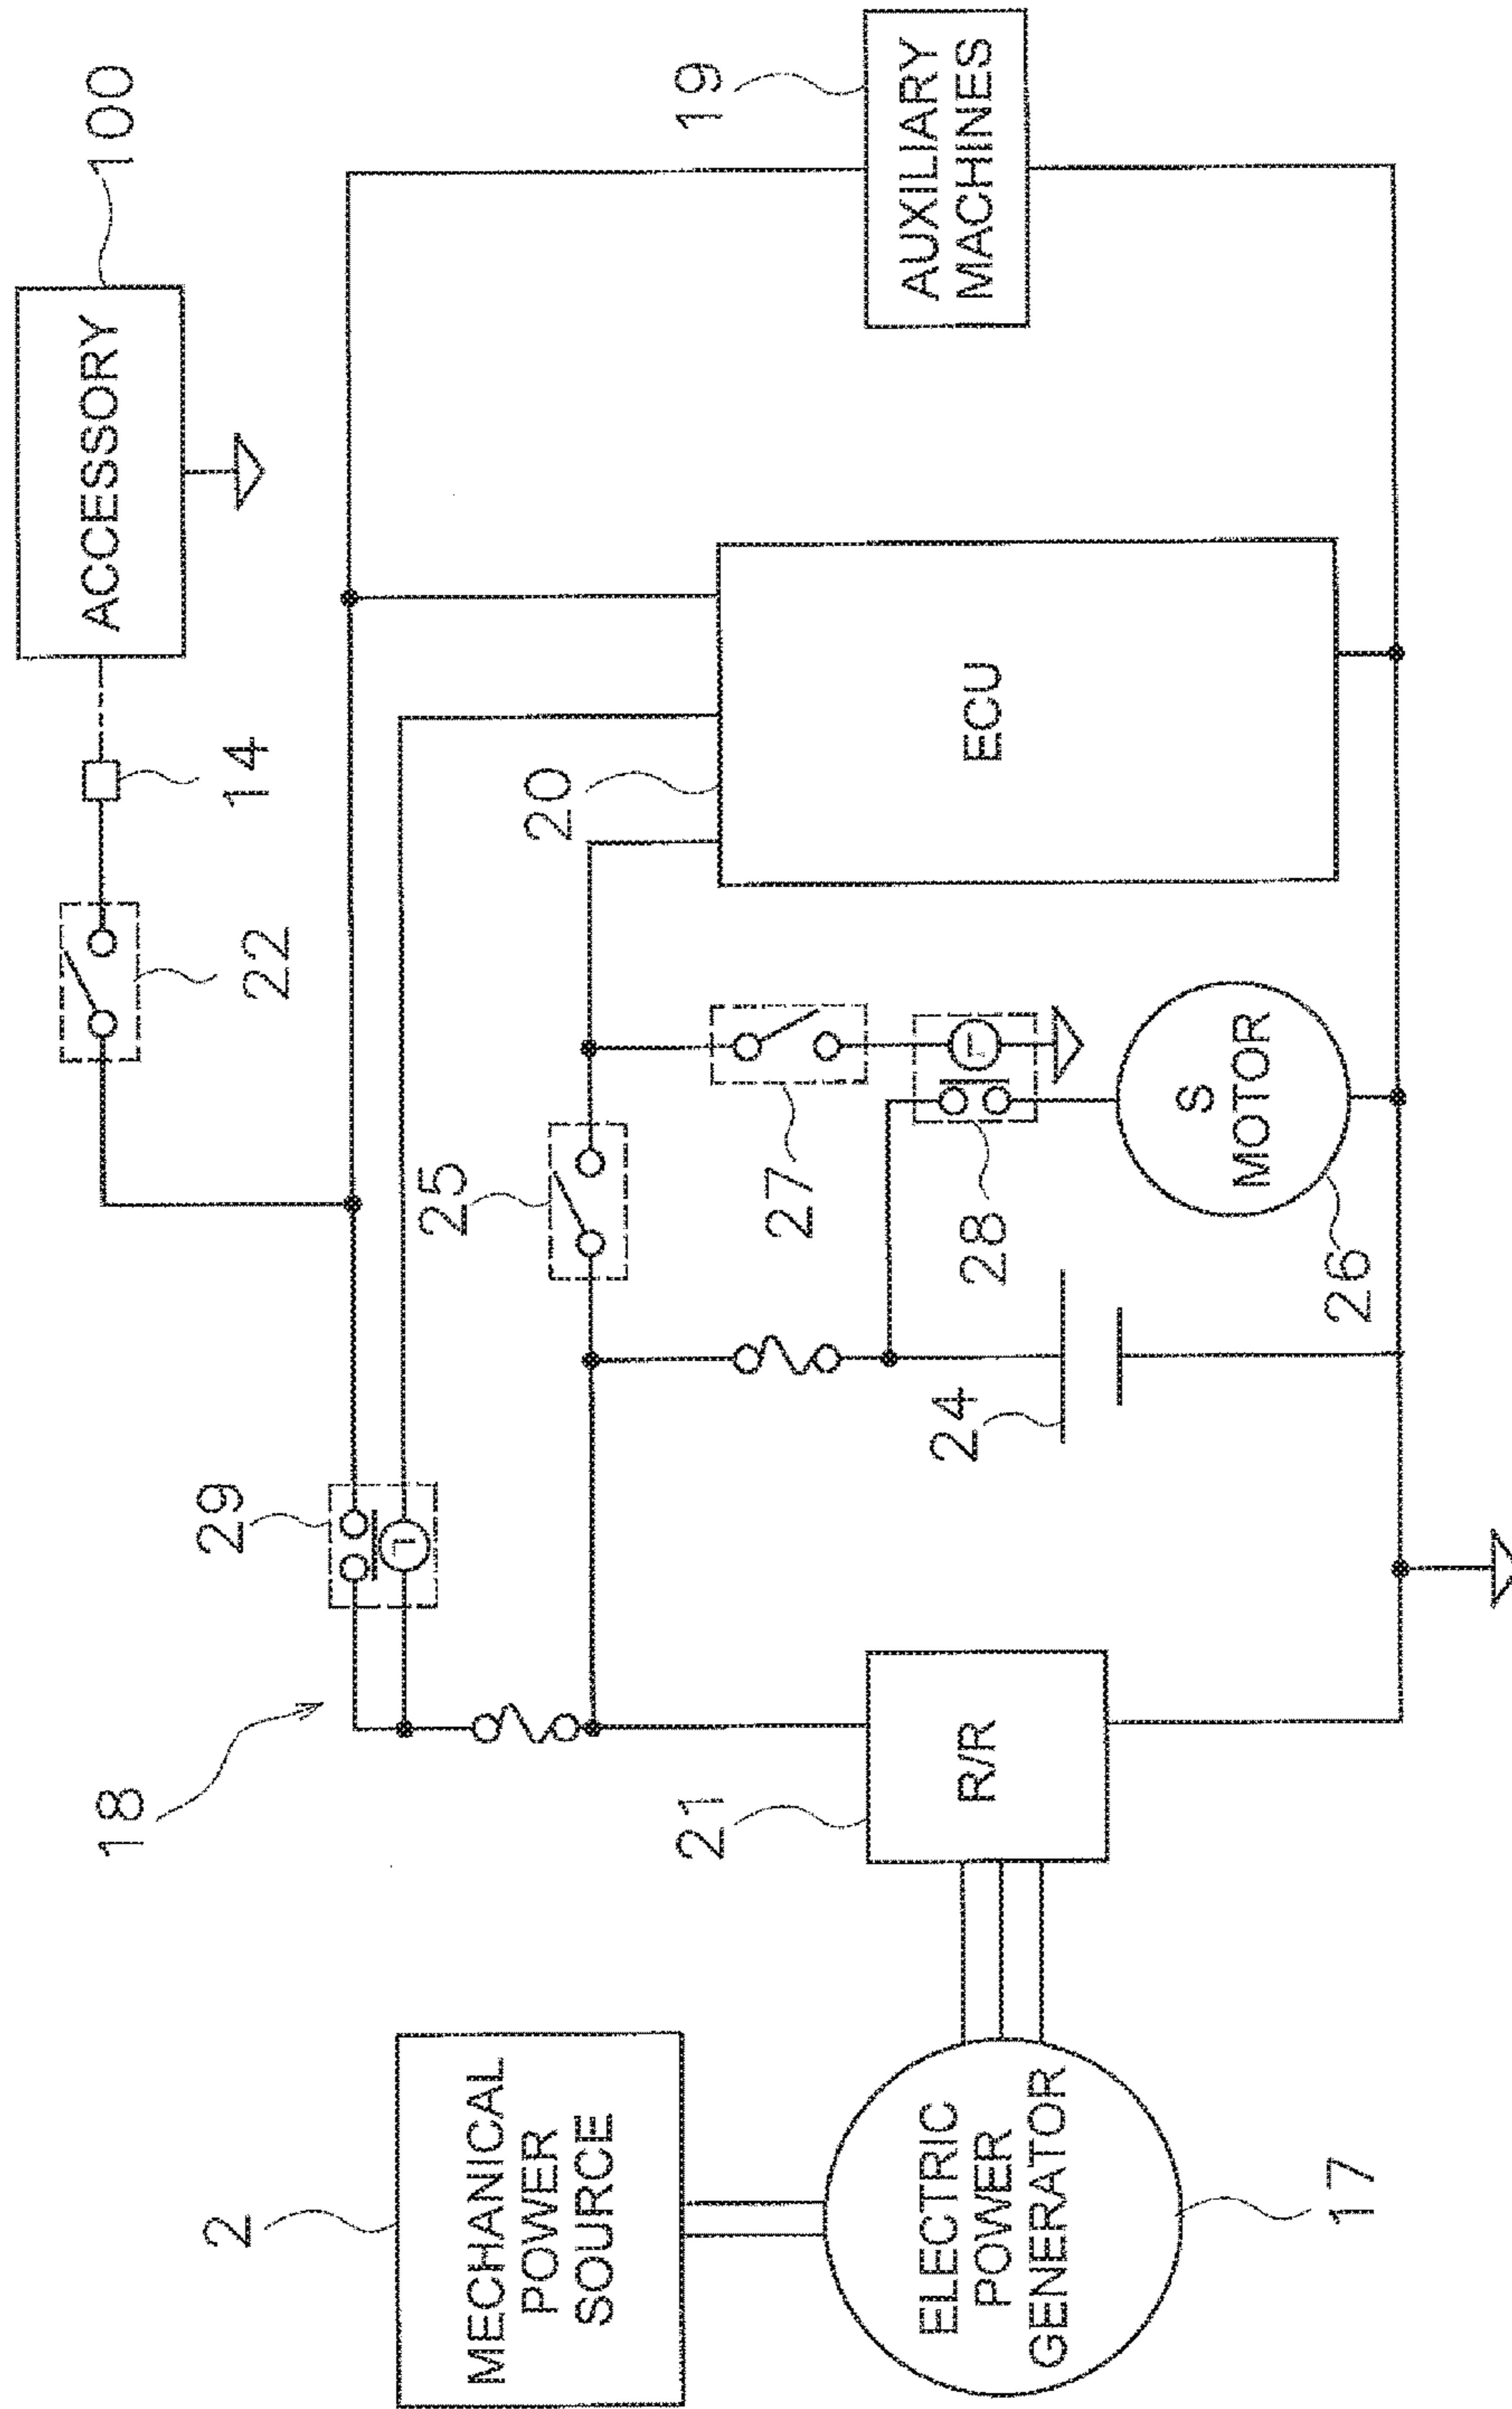 100
ACCESSORY
14
22
19
AUXILIARY
MACHINES
20
ECU
25
27
28
S
MOTOR
26
24
29
18
21
R/R
2
MECHANICAL
POWER
SOURCE
ELECTRIC
POWER
GENERATOR
17